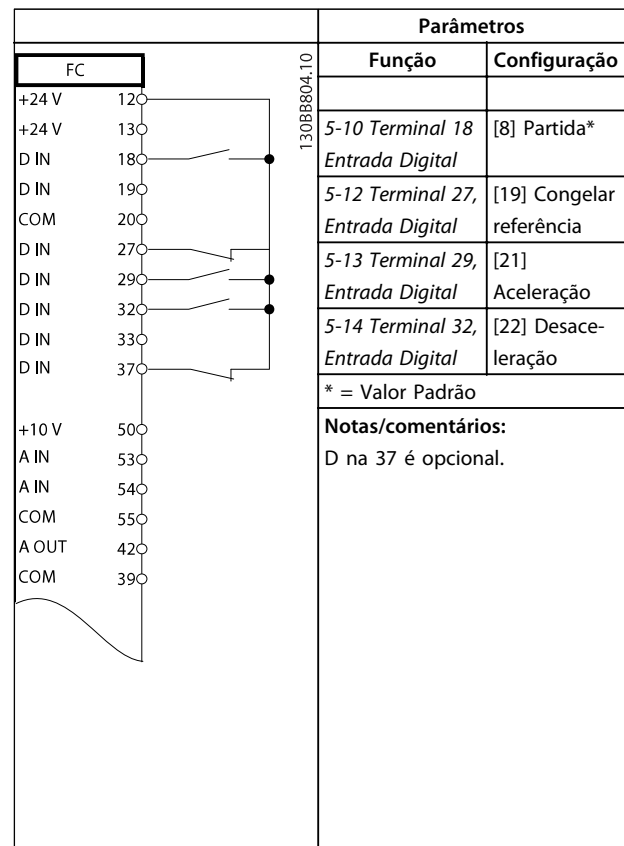 Parâmetros
Função Configuração
130BB804.10
FC
+24 V 12
+24 V 13
D IN 18
D IN 19
COM 20
D IN 27
D IN 29
D IN 32
D IN 33
D IN 37
+10 V 50
A IN 53
A IN 54
COM 55
A OUT 42
COM 39
5-10 Terminal 18 [8] Partida*
Entrada Digital
5-12 Terminal 27, [19] Congelar
Entrada Digital referência
5-13 Terminal 29, [21]
Entrada Digital Aceleração
5-14 Terminal 32, [22] Desace-
Entrada Digital leração
* = Valor Padrão
Notas/comentários:
D na 37 é opcional.